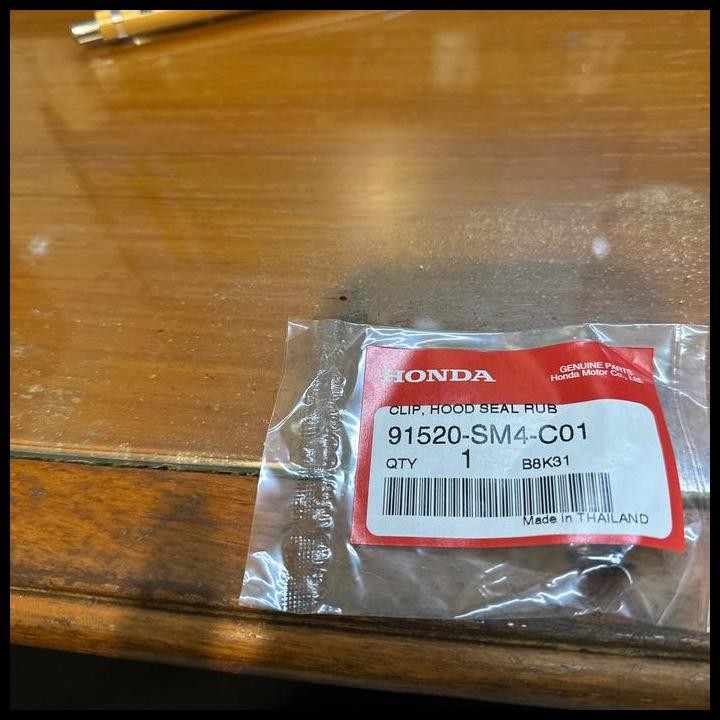 HONDA
GENUINE PARTS
Honda Motor Co., Ltd.
CLIP, HOOD SEAL RUB
91520-SM4-C01
QTY 1 B8K31
Made in THAILAND